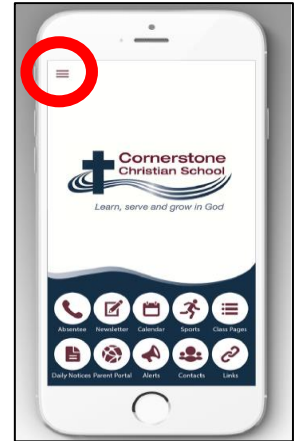 Cornerstone
Christian School
Learn, serve and grow in God
Absentee Newsletter Calendar Sports Class Pages
Daily Notices Parent Portal Alerts Contacts Links